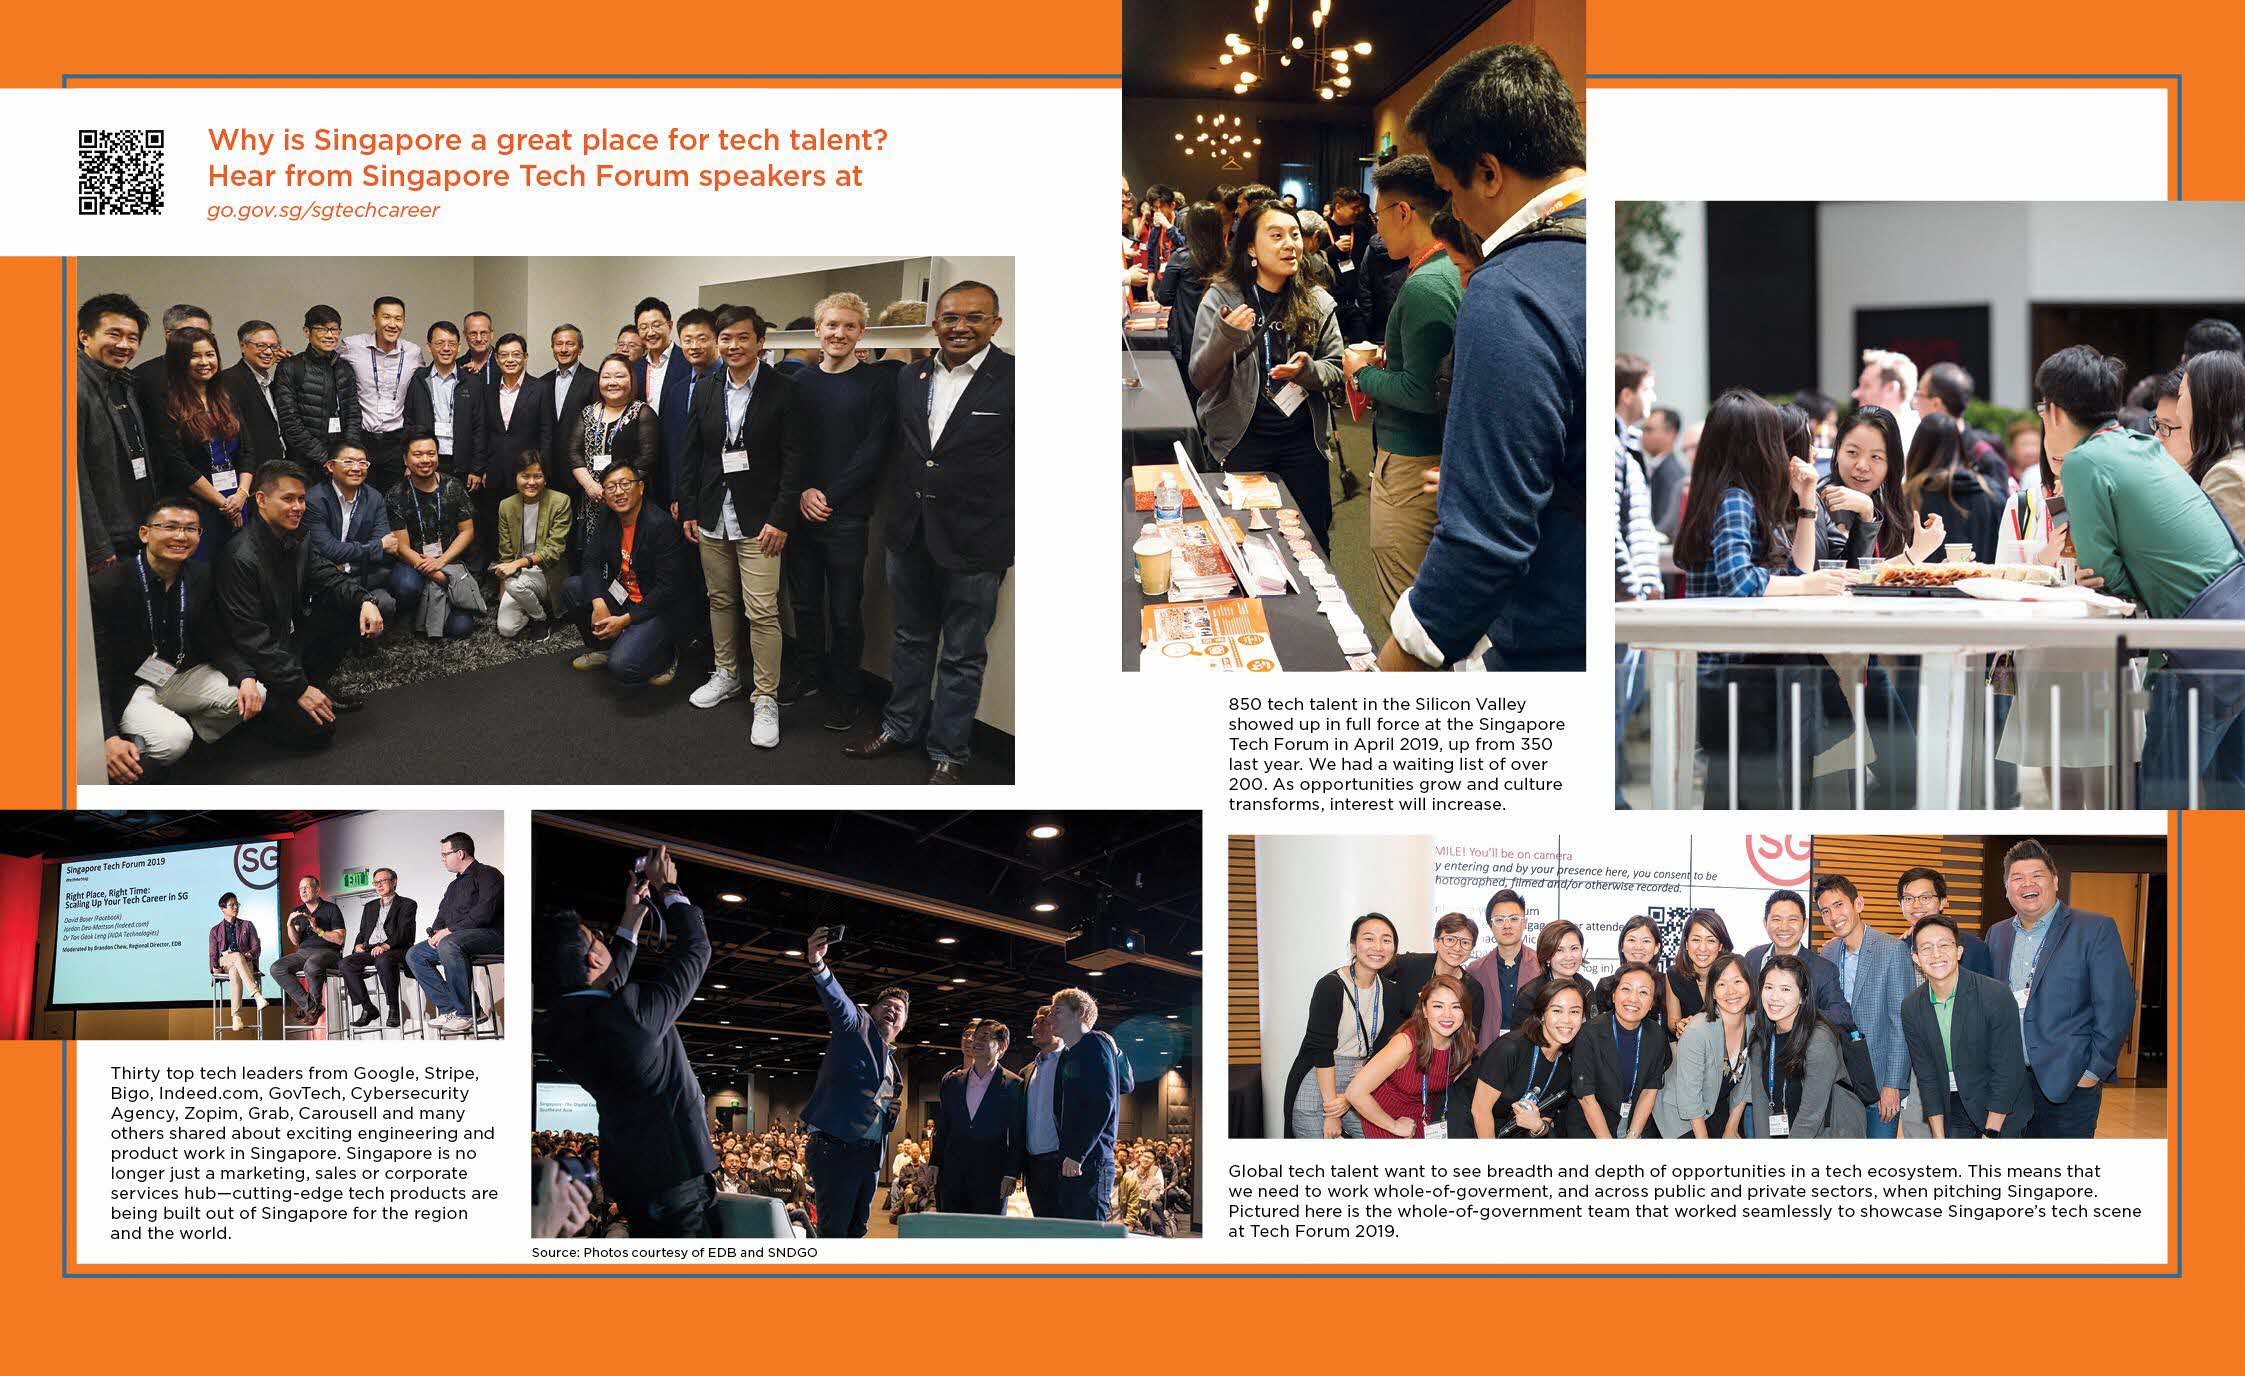 Why is Singapore a great place for tech talent?
Hear from Singapore Tech Forum speakers at
go.gov.sg/sgtechcareer
850 tech talent in the Silicon Valley
showed up in full force at the Singapore
Tech Forum in April 2019, up from 350
last year. We had a waiting list of over
200. As opportunities grow and culture
transforms, interest will increase.
Singapore Tech Forum 2019
Right Place, Right Time:
Scaling Up Your Tech Career in SG
David Baser (Facebook)
Jordan Deo-Mattson (Indeed.com)
Dr Tan Geok Leng (AIDA Technologies)
Moderated by Brandon Chew, Regional Director, EDB
SG
EXIT
Thirty top tech leaders from Google, Stripe,
Bigo, Indeed.com, GovTech, Cybersecurity
Agency, Zopim, Grab, Carousell and many
others shared about exciting engineering and
product work in Singapore. Singapore is no
longer just a marketing, sales or corporate
services hub—cutting-edge tech products are
being built out of Singapore for the region
and the world.
Source: Photos courtesy of EDB and SNDGO
MILE! You'll be on camera
y entering and by your presence here, you consent to be
hotographed, filmed and/or otherwise recorded.
SG
log in)
Global tech talent want to see breadth and depth of opportunities in a tech ecosystem. This means that
we need to work whole-of-goverment, and across public and private sectors, when pitching Singapore.
Pictured here is the whole-of-government team that worked seamlessly to showcase Singapore's tech scene
at Tech Forum 2019.